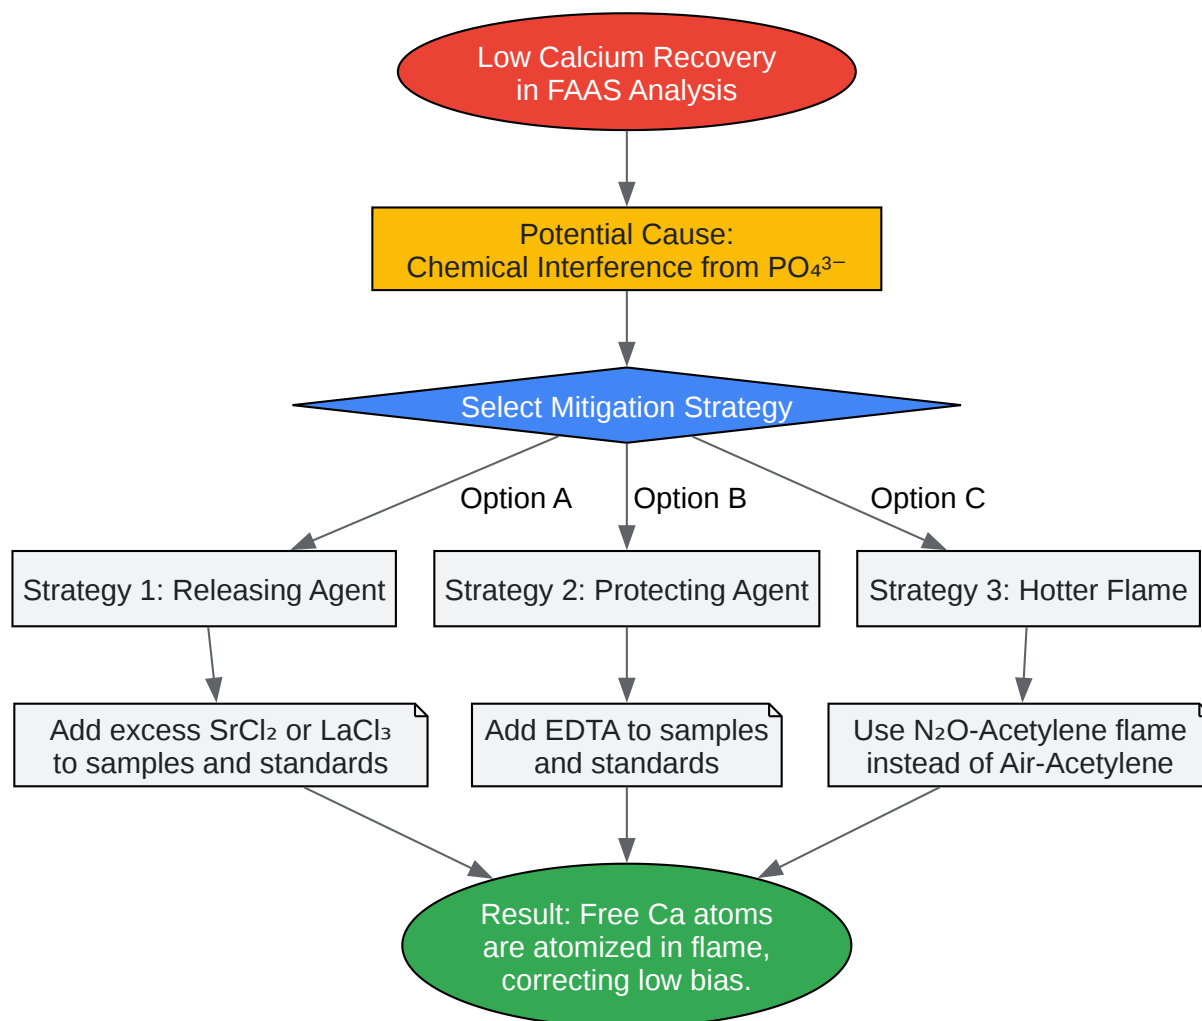 Low Calcium Recovery
in FAAS Analysis
Potential Cause:
Chemical Interference from PO₄³⁻
Select Mitigation Strategy
Option A
Option B
Option C
Strategy 1: Releasing Agent
Strategy 2: Protecting Agent
Strategy 3: Hotter Flame
Add excess SrCl₂ or LaCl₃
to samples and standards
Add EDTA to samples
and standards
Use N₂O-Acetylene flame
instead of Air-Acetylene
Result: Free Ca atoms
are atomized in flame,
correcting low bias.